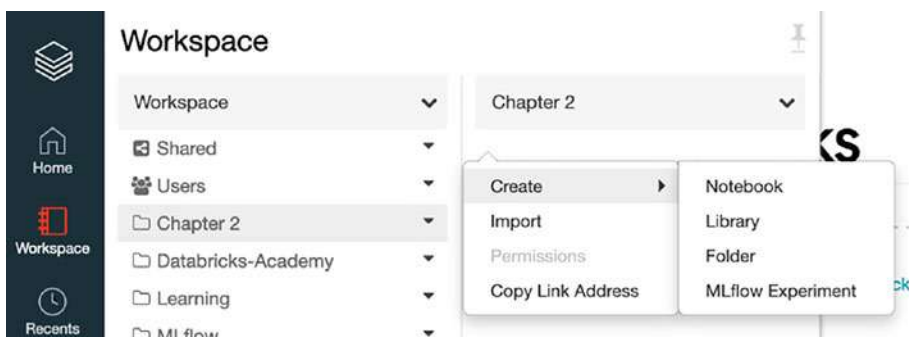 Workspace
Workspace
Chapter 2
Shared
Users
Chapter 2
Databricks-Academy
Learning
MLflow
Home
Workspace
Recents
Create
Import
Permissions
Copy Link Address
Notebook
Library
Folder
MLflow Experiment